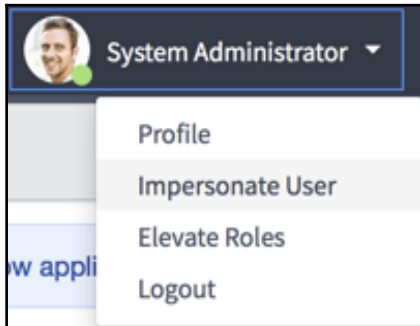 System Administrator
Profile
Impersonate User
Elevate Roles
ow appli
Logout